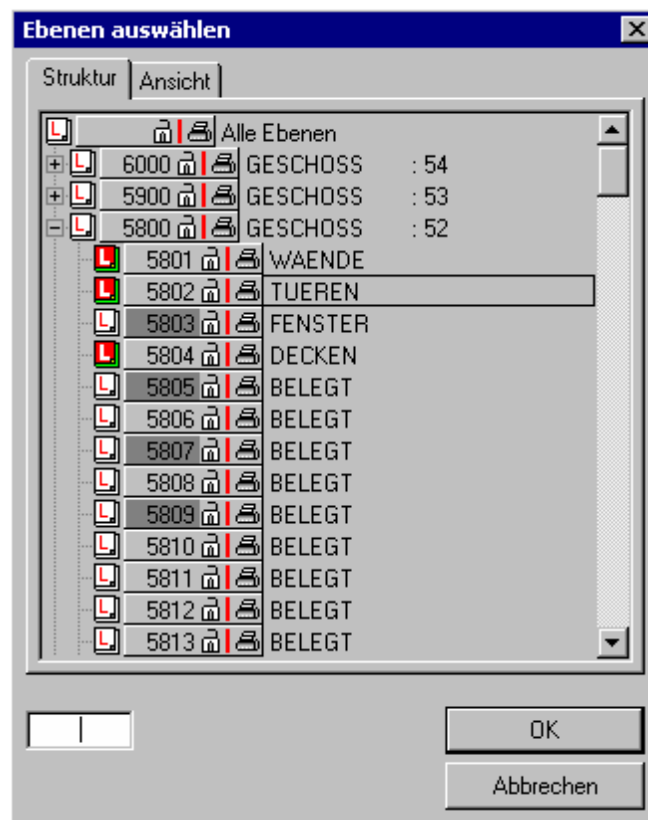 Ebenen auswählen
Struktur Ansicht
Alle Ebenen
6000 GESCHOSS : 54
5900 GESCHOSS : 53
5800 GESCHOSS : 52
5801 WAENDE
5802 TUEREN
5803 FENSTER
5804 DECKEN
5805 BELEGT
5806 BELEGT
5807 BELEGT
5808 BELEGT
5809 BELEGT
5810 BELEGT
5811 BELEGT
5812 BELEGT
5813 BELEGT
OK
Abbrechen